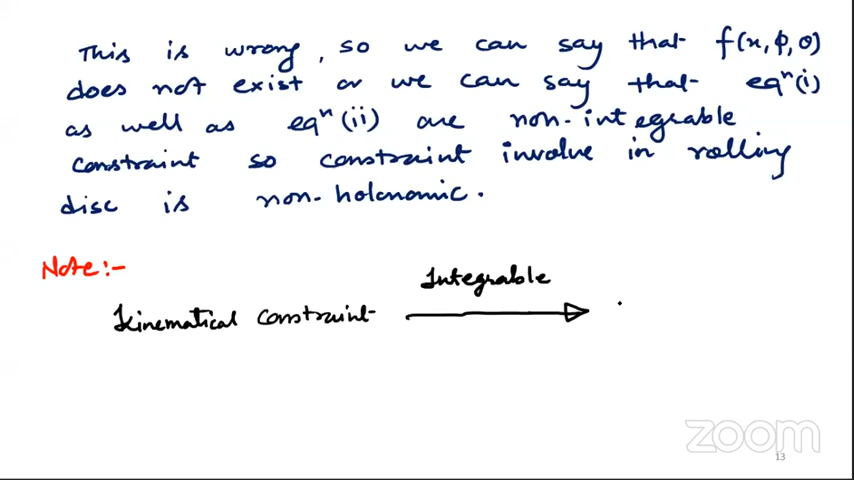 This is wrong, so we can say that f(x, φ, θ)
does not exist or we can say that eqⁿ(i)
as well as eqⁿ(ii) are non-integrable
constraint so constraint involve in rolling
disc is non-holonomic.
Note:-
Integrable
Kinematical constraint
zoom
13